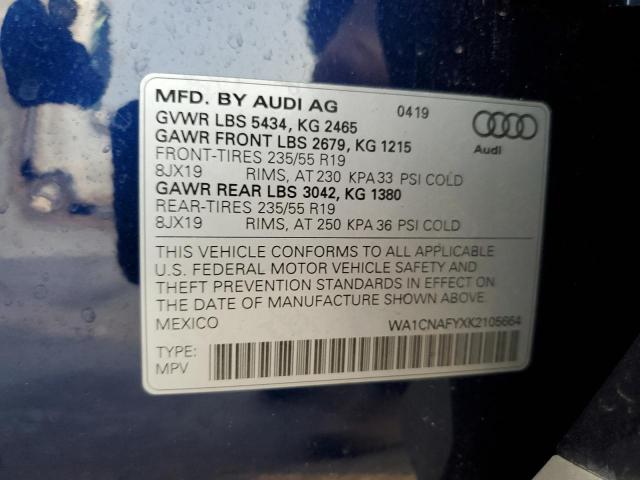 MFD. BY AUDI AG 0419
GVWR LBS 5434, KG 2465
GAWR FRONT LBS 2679, KG 1215
FRONT-TIRES 235/55 R19
8JX19 RIMS, AT 230 KPA 33 PSI COLD
GAWR REAR LBS 3042, KG 1380
REAR-TIRES 235/55 R19
8JX19 RIMS, AT 250 KPA 36 PSI COLD
Audi
THIS VEHICLE CONFORMS TO ALL APPLICABLE
U.S. FEDERAL MOTOR VEHICLE SAFETY AND
THEFT PREVENTION STANDARDS IN EFFECT ON
THE DATE OF MANUFACTURE SHOWN ABOVE.
MEXICO WA1CNAFYXK2105664
TYPE:
MPV